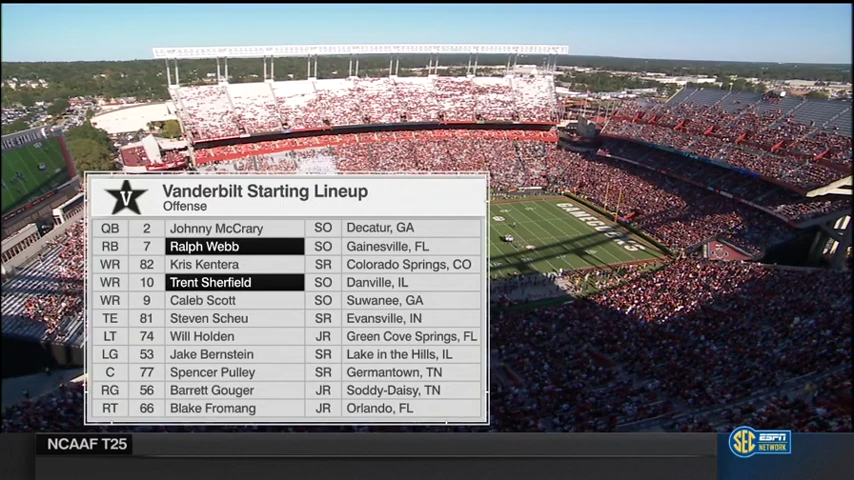 V
Vanderbilt Starting Lineup
Offense
QB 2 Johnny McCrary SO Decatur, GA
RB 7 Ralph Webb SO Gainesville, FL
WR 82 Kris Kentera SR Colorado Springs, CO
WR 10 Trent Sherfield SO Danville, IL
WR 9 Caleb Scott SO Suwanee, GA
TE 81 Steven Scheu SR Evansville, IN
LT 74 Will Holden JR Green Cove Springs, FL
LG 53 Jake Bernstein SR Lake in the Hills, IL
C 77 Spencer Pulley SR Germantown, TN
RG 56 Barrett Gouger JR Soddy-Daisy, TN
RT 66 Blake Fromang JR Orlando, FL
GAMECOCKS
NCAAF T25
SEC ESPN
NETWORK